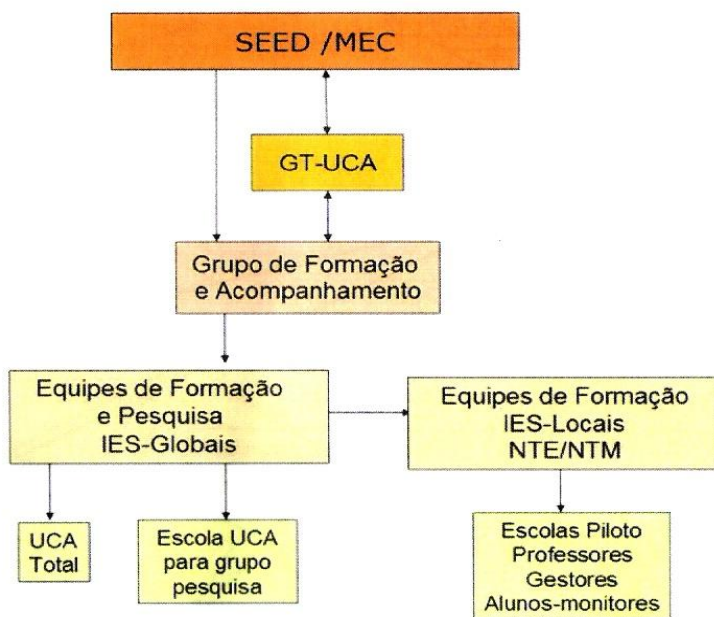 SEED /MEC
GT-UCA
Grupo de Formação
e Acompanhamento
Equipes de Formação
e Pesquisa
IES-Globais
Equipes de Formação
IES-Locais
NTE/NTM
UCA
Total
Escola UCA
para grupo
pesquisa
Escolas Piloto
Professores
Gestores
Alunos-monitores